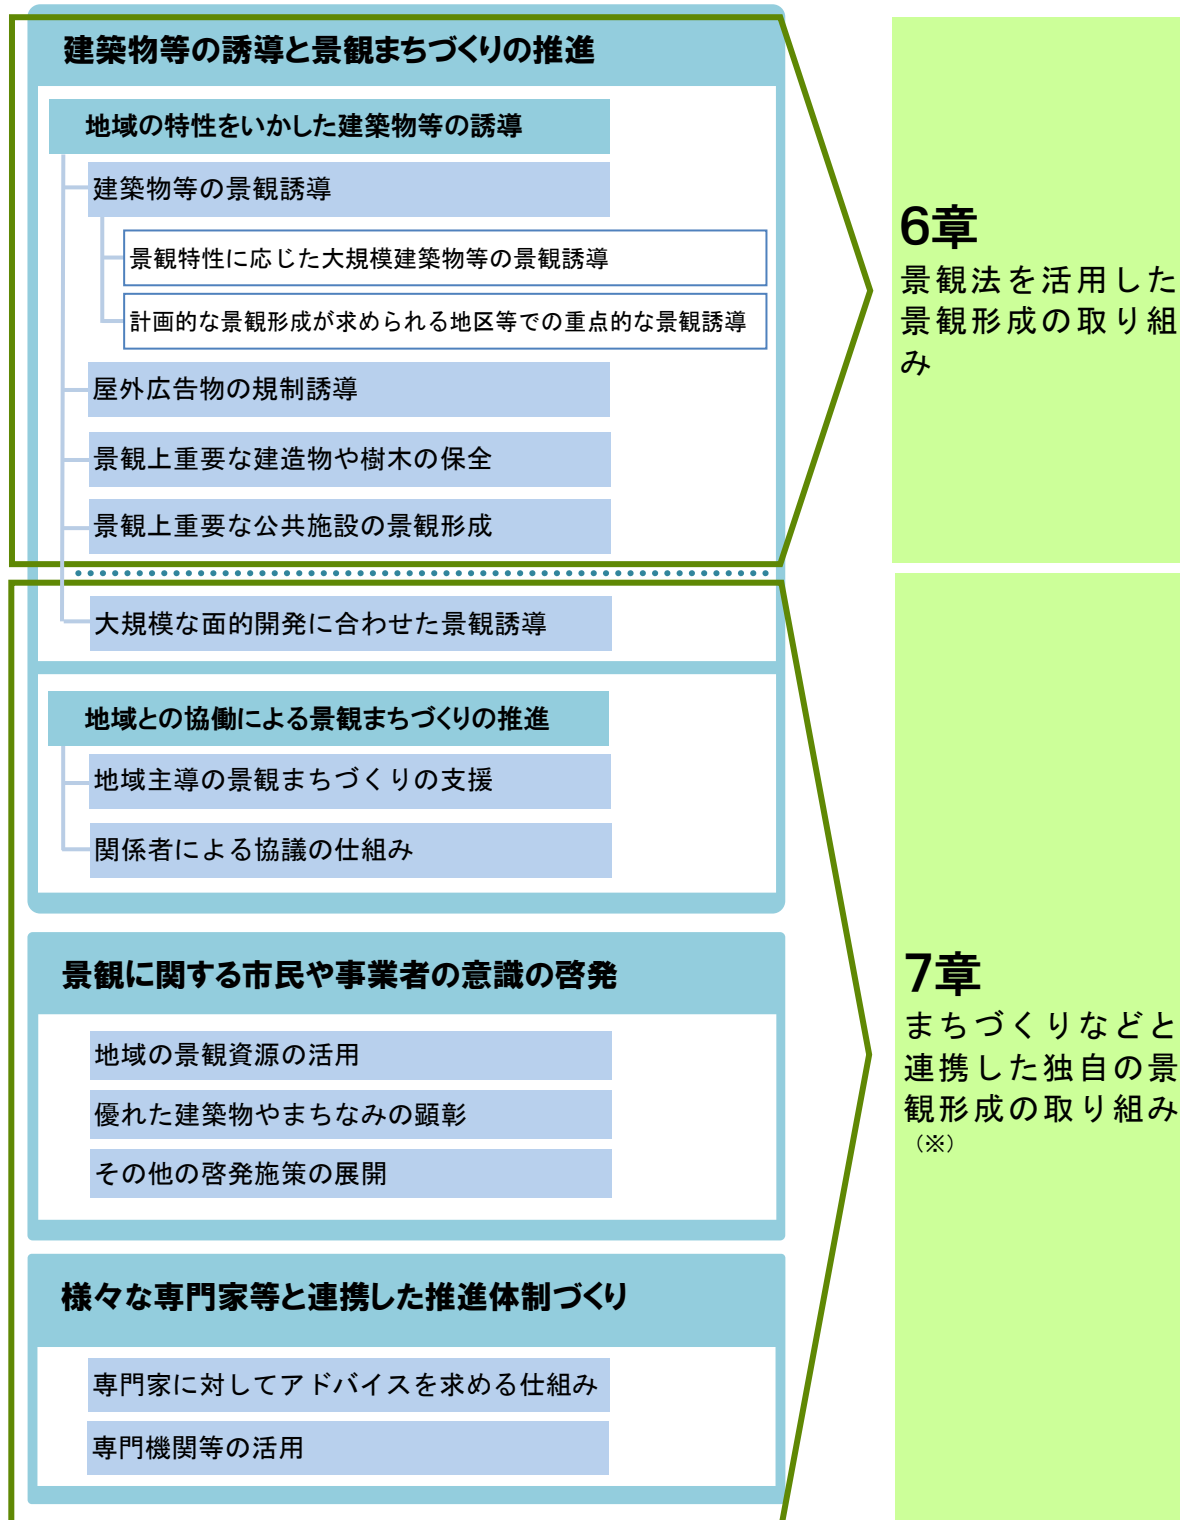 建築物等の誘導と景観まちづくりの推進
地域の特性をいかした建築物等の誘導
建築物等の景観誘導
景観特性に応じた大規模建築物等の景観誘導
計画的な景観形成が求められる地区等での重点的な景観誘導
屋外広告物の規制誘導
景観上重要な建造物や樹木の保全
景観上重要な公共施設の景観形成
大規模な面的開発に合わせた景観誘導
地域との協働による景観まちづくりの推進
地域主導の景観まちづくりの支援
関係者による協議の仕組み
景観に関する市民や事業者の意識の啓発
地域の景観資源の活用
優れた建築物やまちなみの顕彰
その他の啓発施策の展開
様々な専門家等と連携した推進体制づくり
専門家に対してアドバイスを求める仕組み
専門機関等の活用
6章
景観法を活用した
景観形成の取り組
み
7章
まちづくりなどと
連携した独自の景
観形成の取り組み
（※）